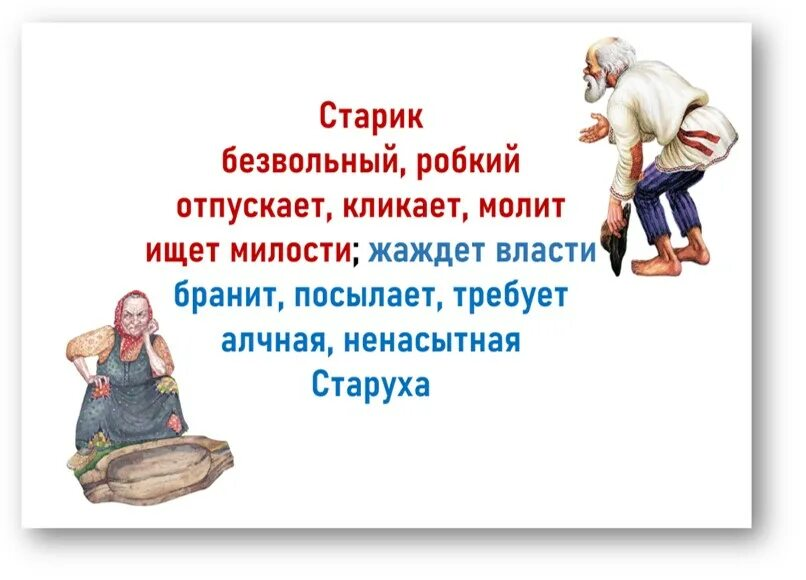 Старик
безвольный, робкий
отпускает, кликает, молит
ищет милости; жаждет власти
бранит, посылает, требует
алчная, ненасытная
Старуха